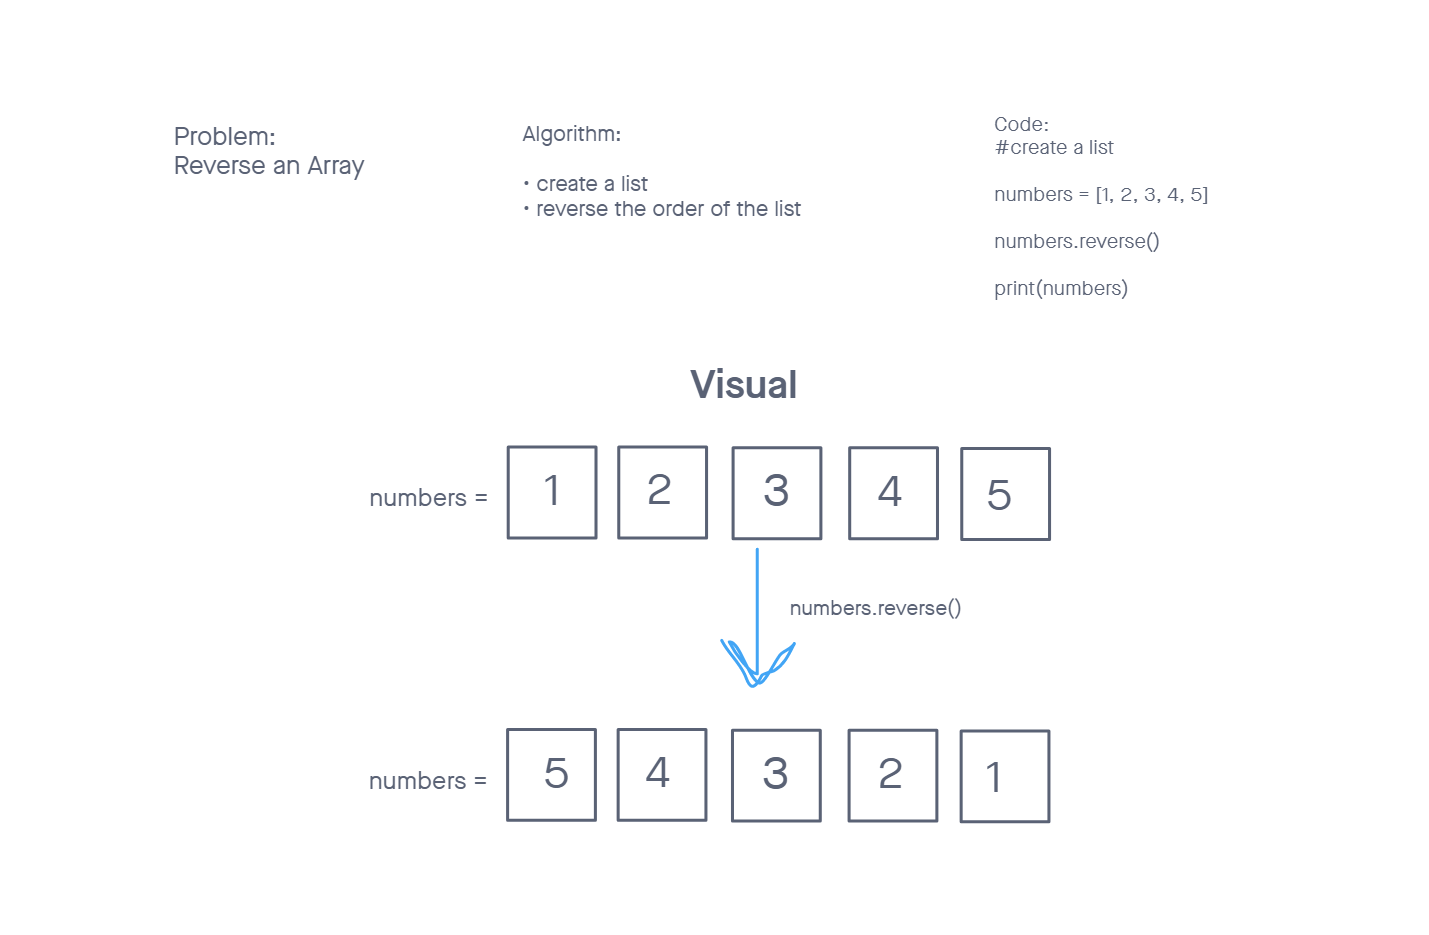 Problem:
Reverse an Array
Algorithm:
• create a list
• reverse the order of the list
Code:
#create a list
numbers = [1, 2, 3, 4, 5]
numbers.reverse()
print(numbers)
Visual
numbers = 1 2 3 4 5
numbers.reverse()
numbers = 5 4 3 2 1